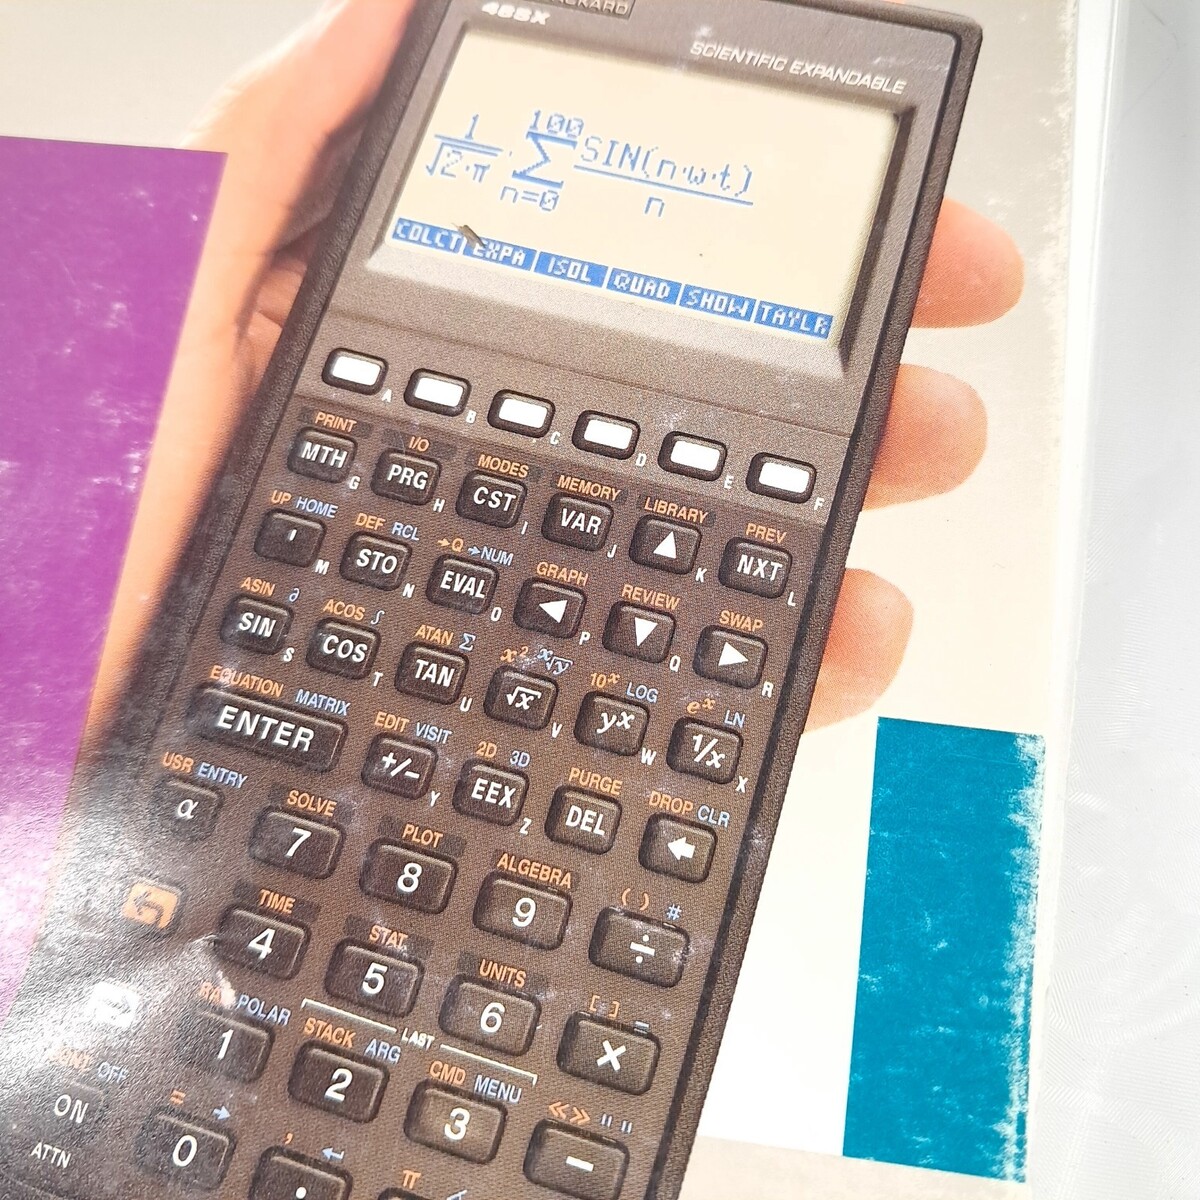 48SX
SCIENTIFIC EXPANDABLE
1 100 SIN(n·ω·t)
√2·π · Σ
n=0 n
COLCT EXPA ISOL QUAD SHOW TAYLR
A B C D E F
PRINT I/O MODES MEMORY LIBRARY PREV
MTH G PRG H CST I VAR J ▲ K NXT L
UP HOME DEF RCL →Q →NUM GRAPH REVIEW SWAP
' M STO N EVAL O ◀ P ▼ Q ▶ R
ASIN ∂ ACOS ∫ ATAN Σ x² ˣ√y 10ˣ LOG eˣ LN
SIN S COS T TAN U √x V yˣ W 1/x X
EQUATION MATRIX EDIT VISIT 2D 3D PURGE DROP CLR
ENTER +/− Y EEX Z DEL ←
USR ENTRY SOLVE PLOT ALGEBRA ( ) #
α 7 8 9 ÷
TIME STAT UNITS [ ] =
4 5 6 ×
POLAR STACK ARG LAST CMD MENU « » " "
1 2 3 −
OFF = → , ↵ π ∠
ON 0 .
ATTN